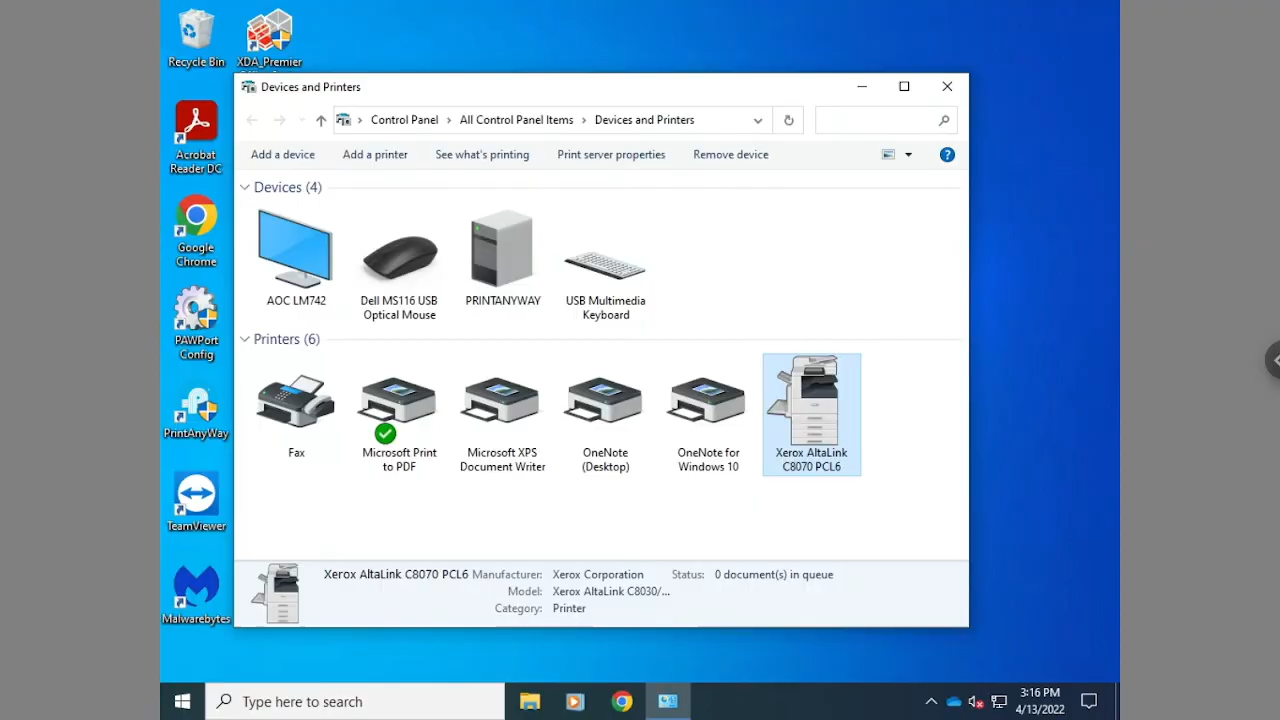 Recycle Bin
XDA_Premier
Devices and Printers
Control Panel > All Control Panel Items > Devices and Printers
Add a device
Add a printer
See what's printing
Print server properties
Remove device
?
Acrobat
Reader DC
Google
Chrome
PAWPort
Config
PrintAnyWay
TeamViewer
Malwarebytes
Devices (4)
AOC LM742
Dell MS116 USB
Optical Mouse
PRINTANYWAY
USB Multimedia
Keyboard
Printers (6)
Fax
Microsoft Print
to PDF
Microsoft XPS
Document Writer
OneNote
(Desktop)
OneNote for
Windows 10
Xerox AltaLink
C8070 PCL6
Xerox AltaLink C8070 PCL6 Manufacturer: Xerox Corporation Status: 0 document(s) in queue
Model: Xerox AltaLink C8030/...
Category: Printer
Type here to search
3:16 PM
4/13/2022